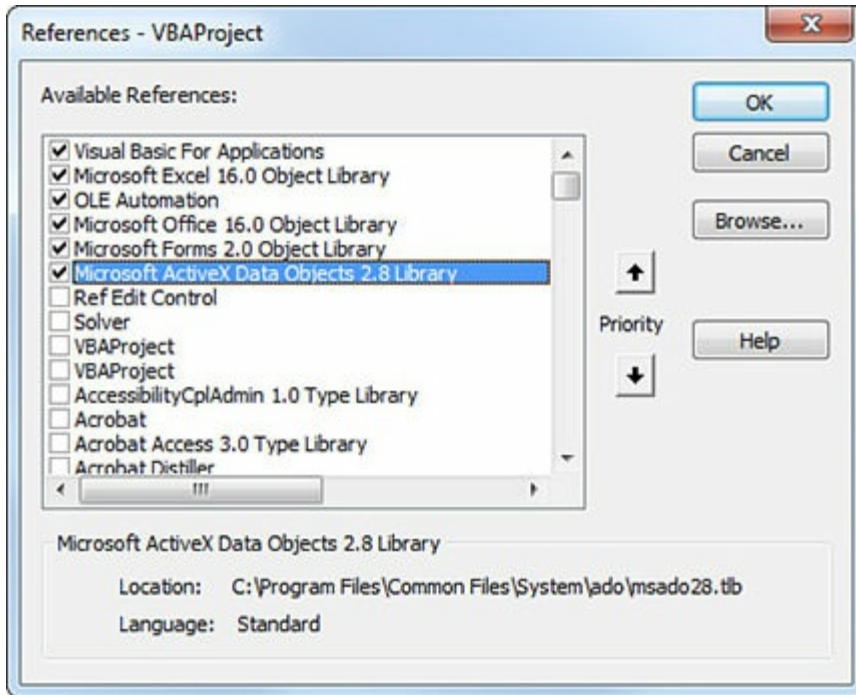 References - VBAProject
Available References:
Visual Basic For Applications
Microsoft Excel 16.0 Object Library
OLE Automation
Microsoft Office 16.0 Object Library
Microsoft Forms 2.0 Object Library
Microsoft ActiveX Data Objects 2.8 Library
Ref Edit Control
Solver
VBAProject
VBAProject
AccessibilityCplAdmin 1.0 Type Library
Acrobat
Acrobat Access 3.0 Type Library
Acrobat Distiller
Priority
OK
Cancel
Browse...
Help
Microsoft ActiveX Data Objects 2.8 Library
Location: C:\Program Files\Common Files\System\ado\msado28.tlb
Language: Standard